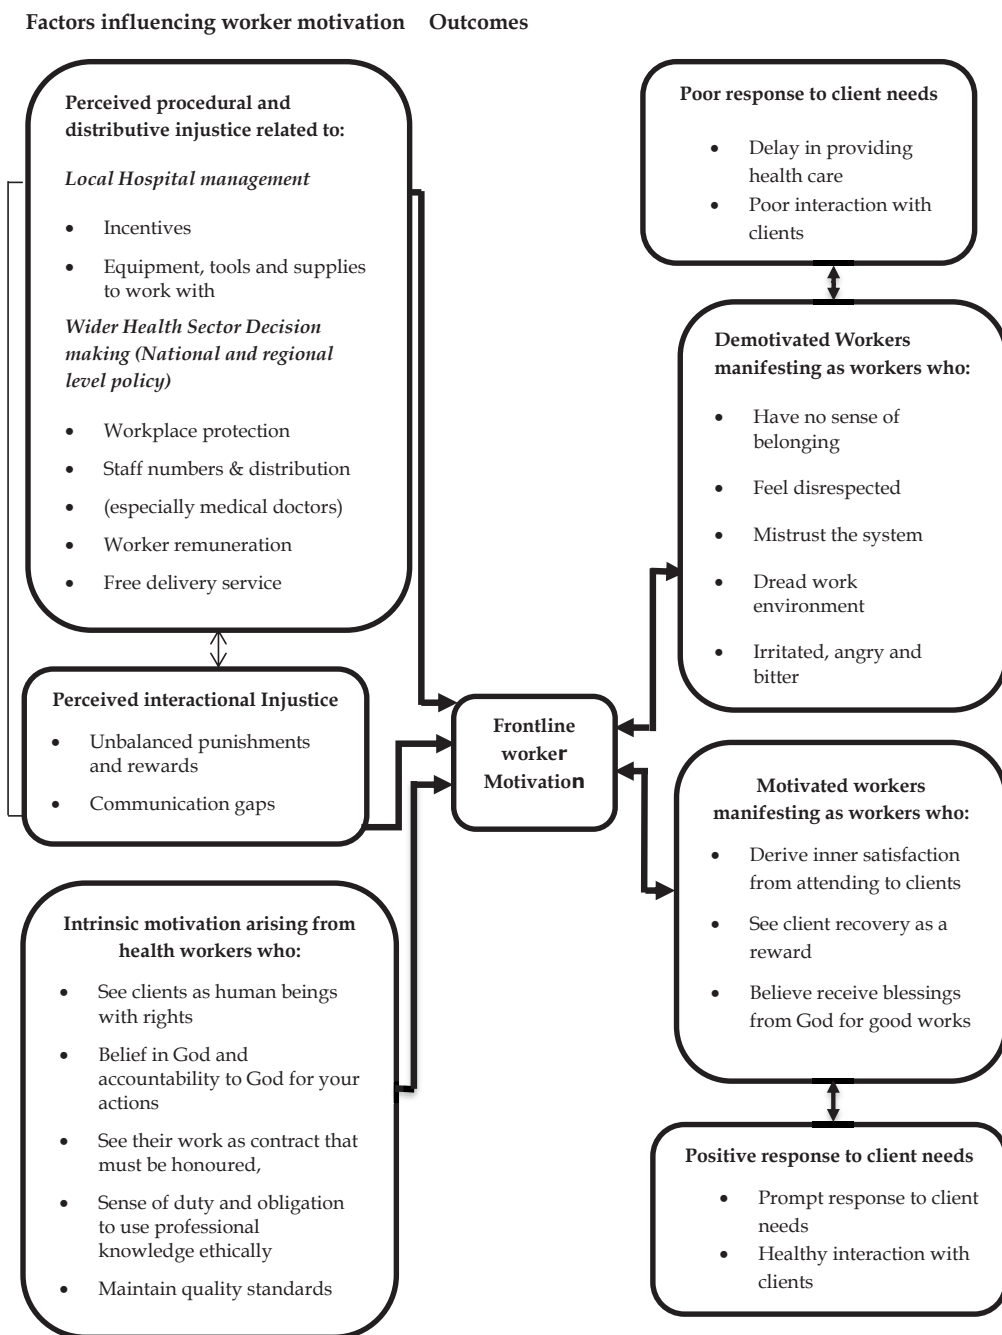 Factors influencing worker motivation Outcomes
Perceived procedural and
distributive injustice related to:
Local Hospital management
• Incentives
• Equipment, tools and supplies
to work with
Wider Health Sector Decision
making (National and regional
level policy)
• Workplace protection
• Staff numbers & distribution
• (especially medical doctors)
• Worker remuneration
• Free delivery service
Perceived interactional Injustice
• Unbalanced punishments
and rewards
• Communication gaps
Intrinsic motivation arising from
health workers who:
• See clients as human beings
with rights
• Belief in God and
accountability to God for your
actions
• See their work as contract that
must be honoured,
• Sense of duty and obligation
to use professional
knowledge ethically
• Maintain quality standards
Frontline
worker
Motivation
Poor response to client needs
• Delay in providing
health care
• Poor interaction with
clients
Demotivated Workers
manifesting as workers who:
• Have no sense of
belonging
• Feel disrespected
• Mistrust the system
• Dread work
environment
• Irritated, angry and
bitter
Motivated workers
manifesting as workers who:
• Derive inner satisfaction
from attending to clients
• See client recovery as a
reward
• Believe receive blessings
from God for good works
Positive response to client needs
• Prompt response to client
needs
• Healthy interaction with
clients